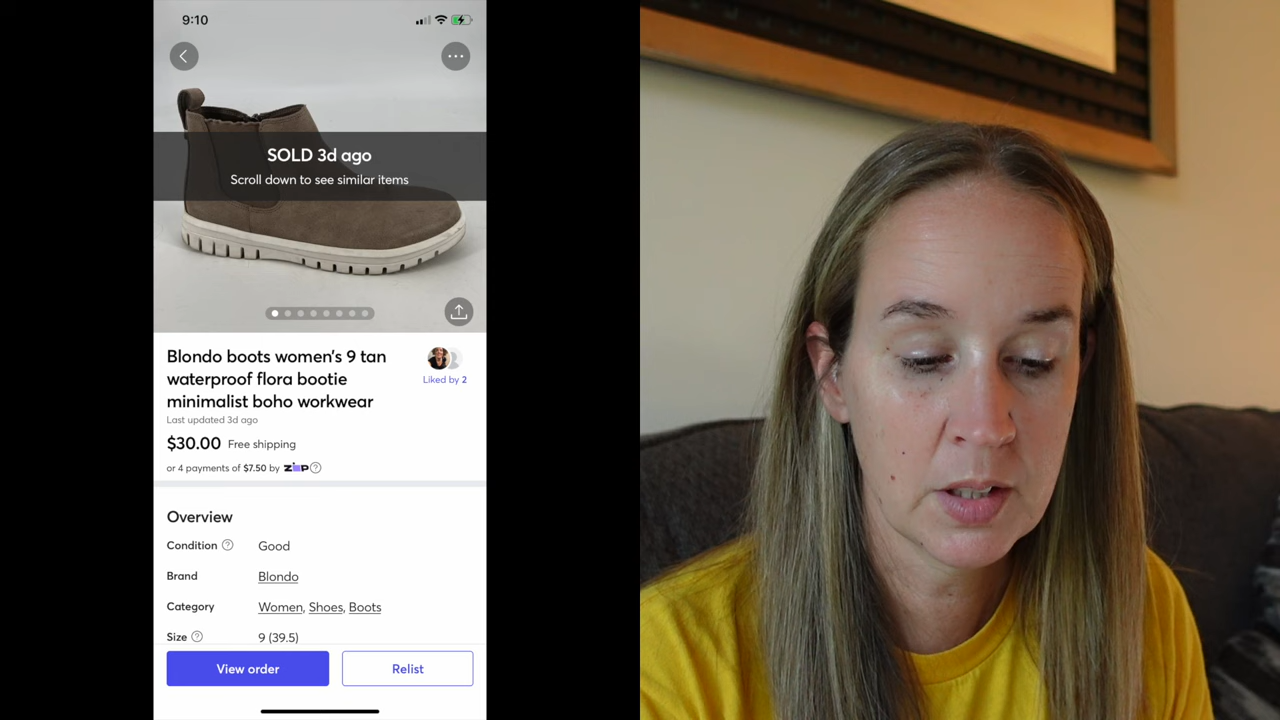 9:10
SOLD 3d ago
Scroll down to see similar items
Blondo boots women's 9 tan
waterproof flora bootie
minimalist boho workwear
Liked by 2
Last updated 3d ago
$30.00 Free shipping
or 4 payments of $7.50 by ZIP ?
Overview
Condition ? Good
Brand Blondo
Category Women, Shoes, Boots
Size ? 9 (39.5)
View order Relist